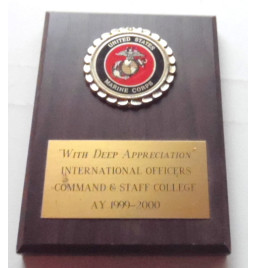 UNITED STATES
MARINE CORPS
"WITH DEEP APPRECIATION"
INTERNATIONAL OFFICERS
COMMAND & STAFF COLLEGE
AY 1999-2000